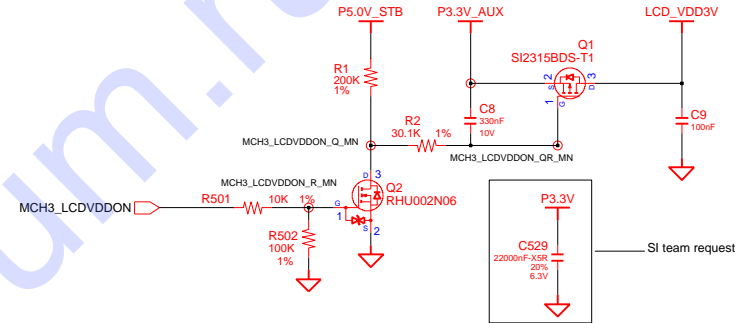 P5.0V_STB
P3.3V_AUX
LCD_VDD3V
Q1
SI2315BDS-T1
R1
200K
1%
2
3
S
D
1
G
C8
330nF
10V
C9
100nF
R2
30.1K 1%
MCH3_LCDVDDON_Q_MN
MCH3_LCDVDDON_QR_MN
D 3
Q2
RHU002N06
MCH3_LCDVDDON_R_MN
MCH3_LCDVDDON
R501 10K 1%
G
1
S
2
R502
100K
1%
P3.3V
C529
22000nF-X5R
20%
6.3V
SI team request
um.r